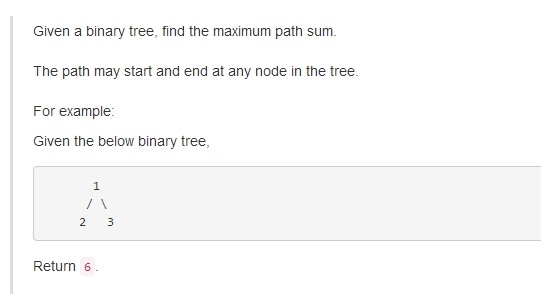 Given a binary tree, find the maximum path sum.
The path may start and end at any node in the tree.
For example:
Given the below binary tree,
1
/ \
2   3
Return 6.